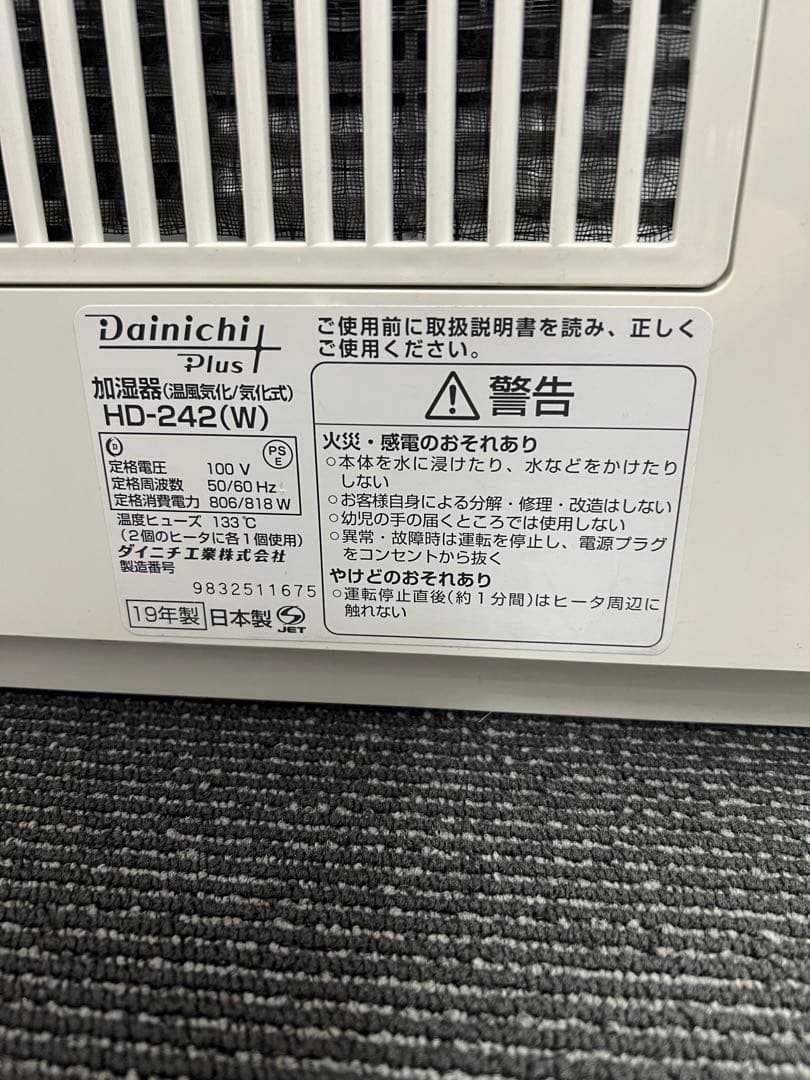 Dainichi
Plus
加湿器(温風気化/気化式)
HD-242(W)
PS
E
定格電圧 100 V
定格周波数 50/60 Hz
定格消費電力 806/818 W
温度ヒューズ 133℃
(2個のヒータに各1個使用)
ダイニチ工業株式会社
製造番号
9832511675
19年製 日本製 JET
ご使用前に取扱説明書を読み、正しく
ご使用ください。
警告
火災・感電のおそれあり
○本体を水に浸けたり、水などをかけたり
しない
○お客様自身による分解・修理・改造はしない
○幼児の手の届くところでは使用しない
○異常・故障時は運転を停止し、電源プラグ
をコンセントから抜く
やけどのおそれあり
○運転停止直後(約1分間)はヒータ周辺に
触れない